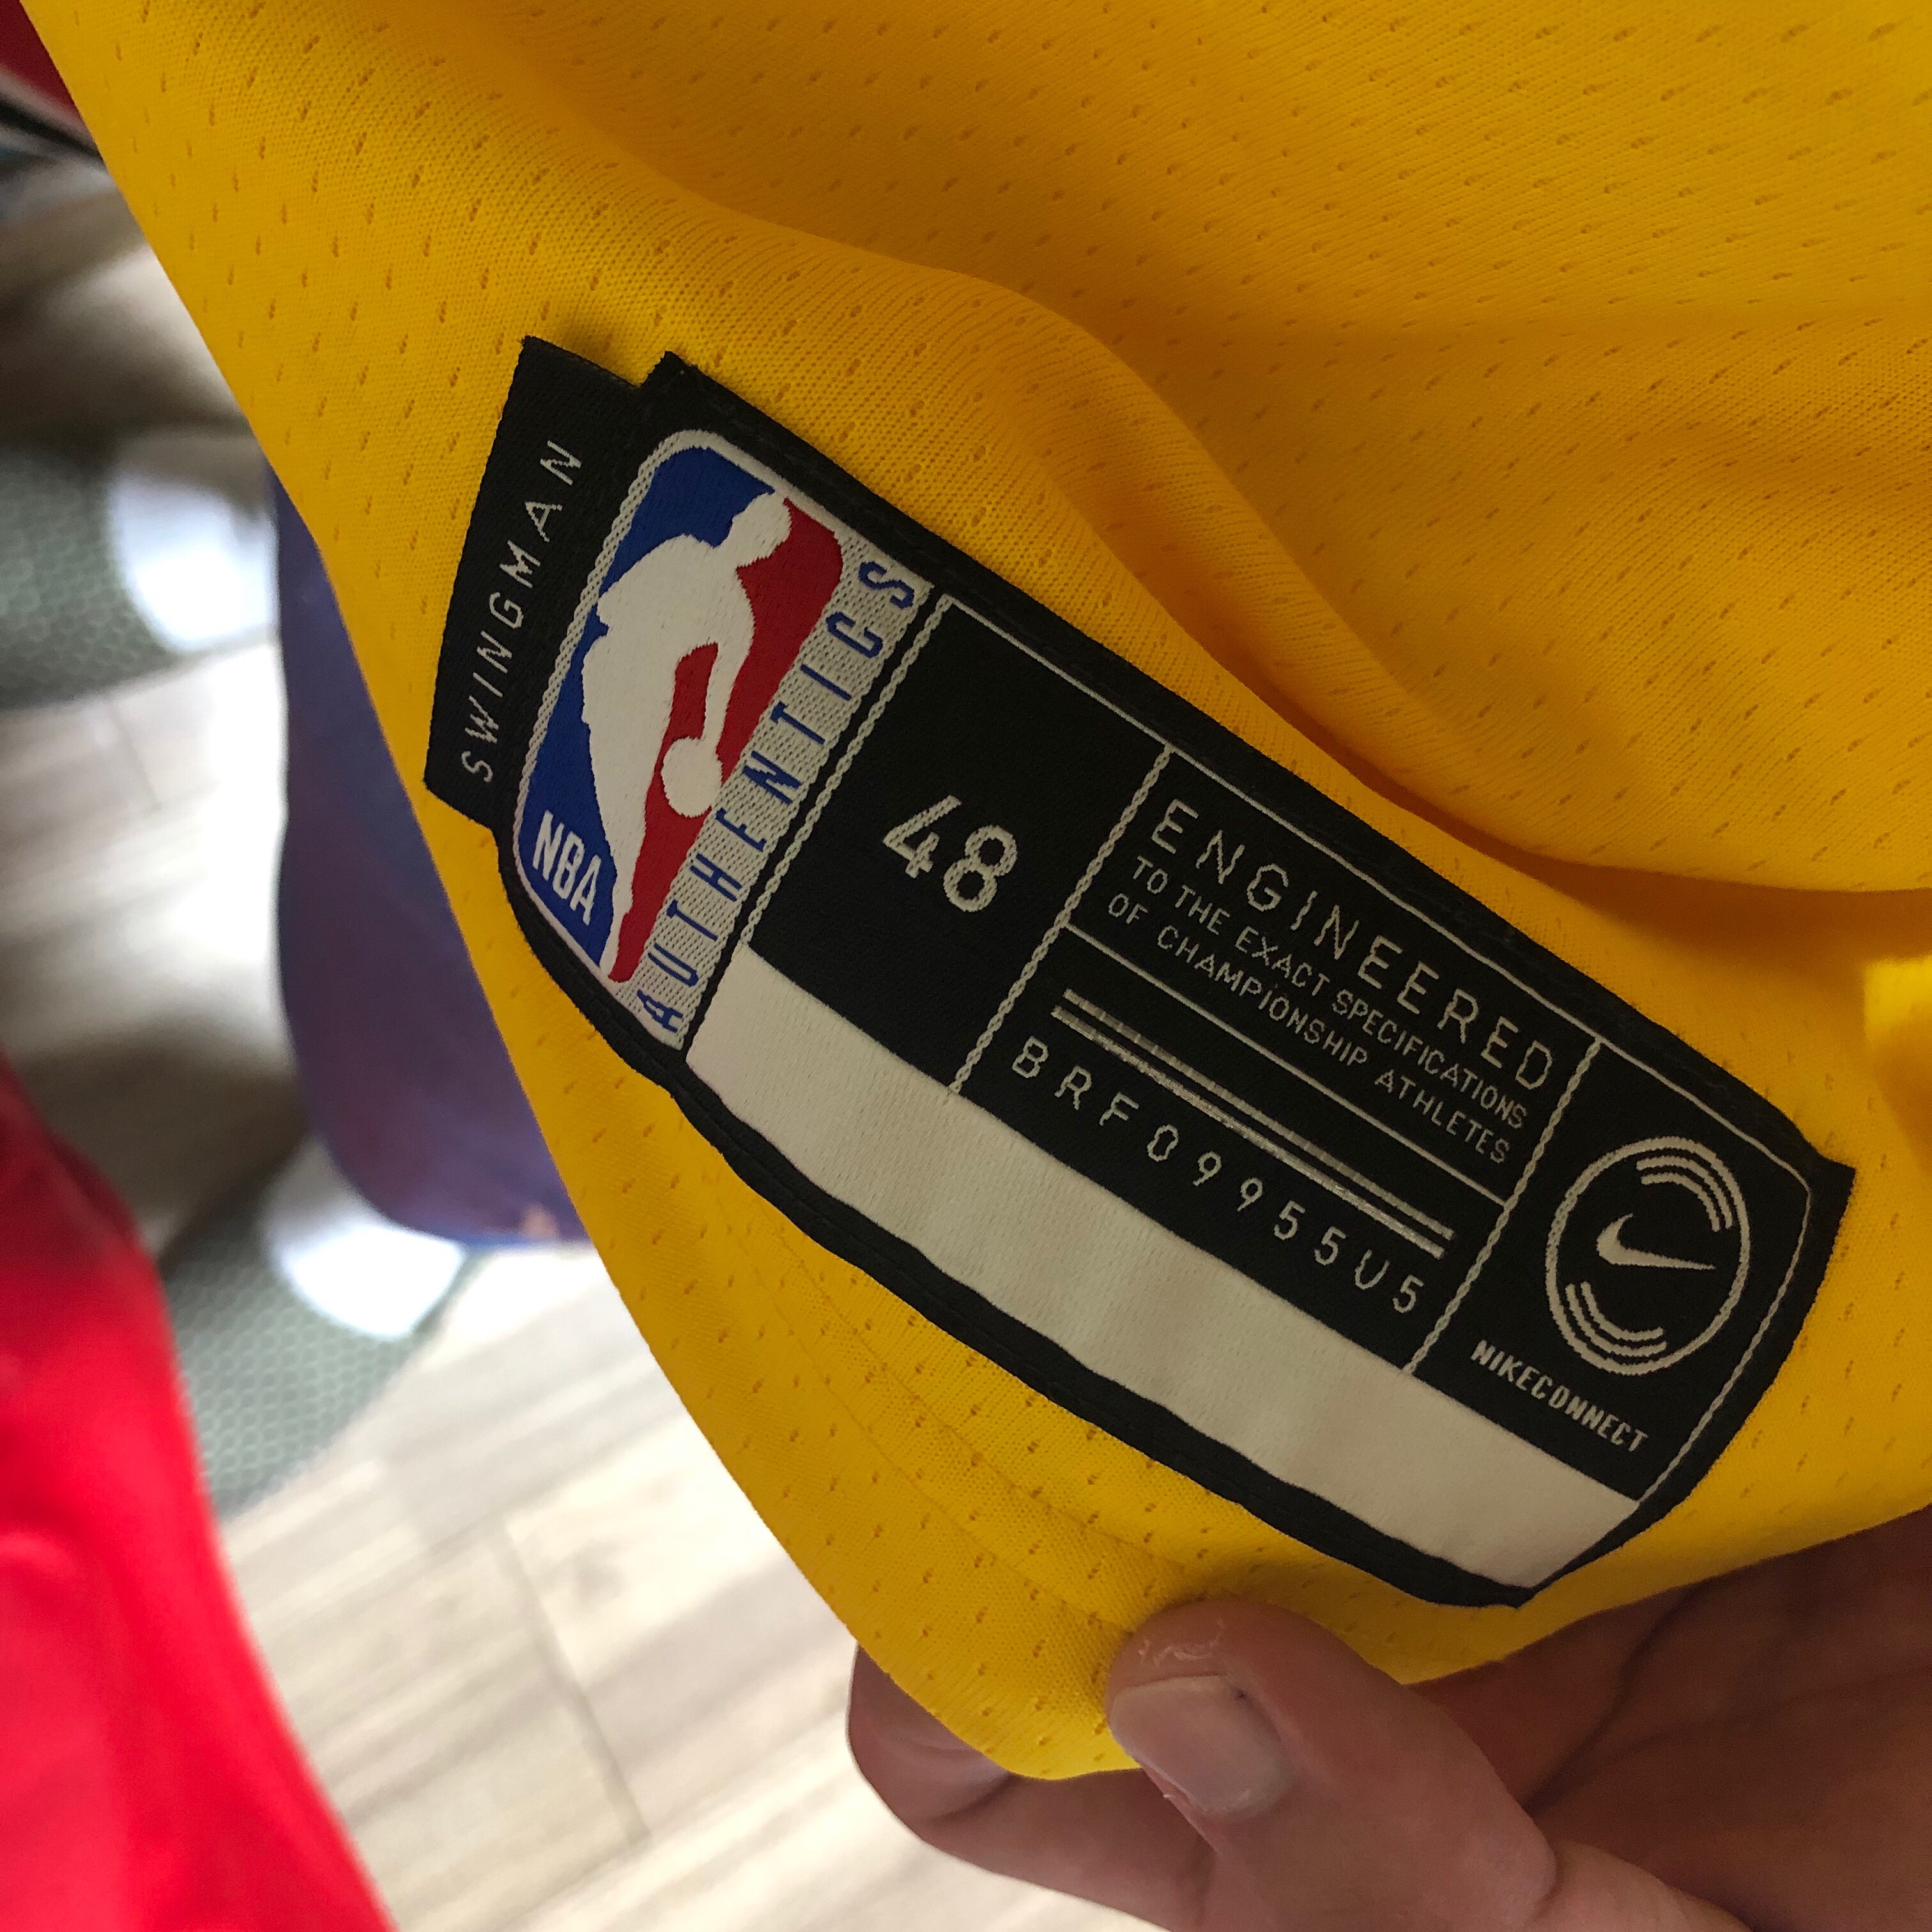 SWINGMAN
NBA
AUTHENTICS
48
ENGINEERED
TO THE EXACT SPECIFICATIONS
OF CHAMPIONSHIP ATHLETES
BRF09955U5
NIKECONNECT